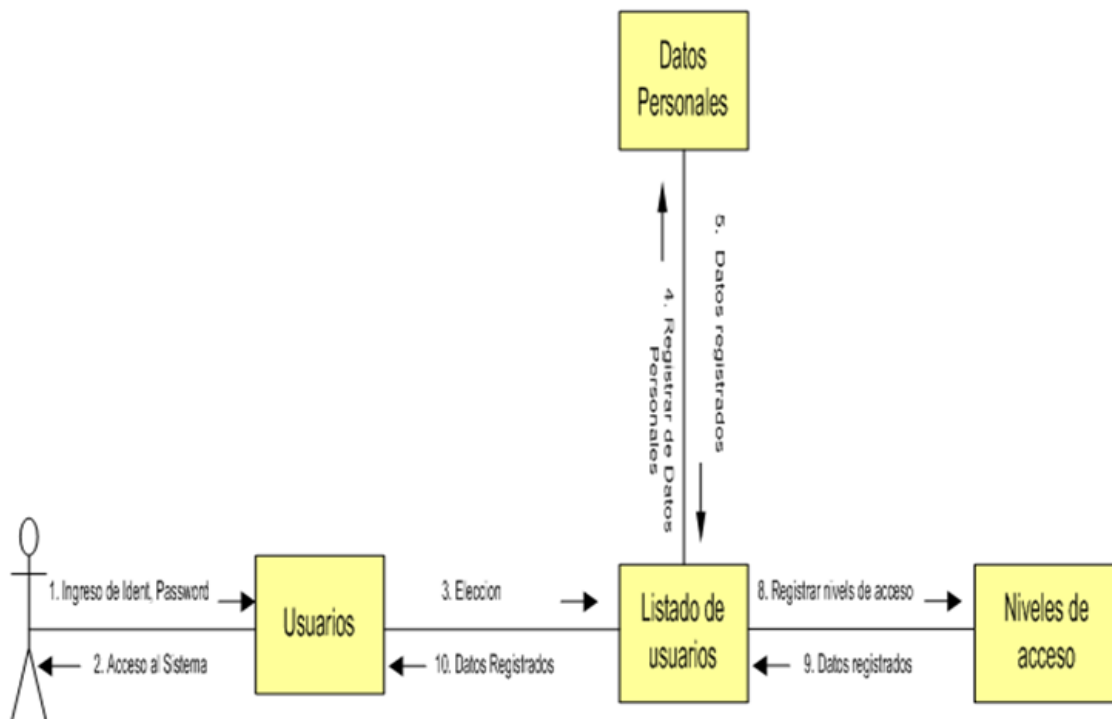 Datos
Personales
5. Datos registrados
4. Registrar de Datos
Personales
1. Ingreso de Ident, Password
2. Acceso al Sistema
Usuarios
3. Eleccion
10. Datos Registrados
Listado de
usuarios
8. Registrar nivels de acceso
9. Datos registrados
Niveles de
acceso